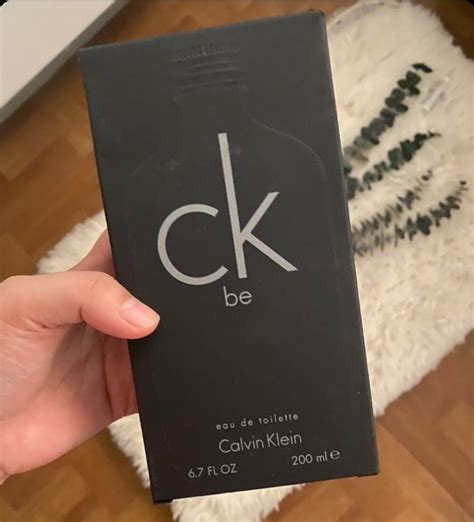 ck
be
eau de toilette
Calvin Klein
6.7 FL OZ 200 ml ℮